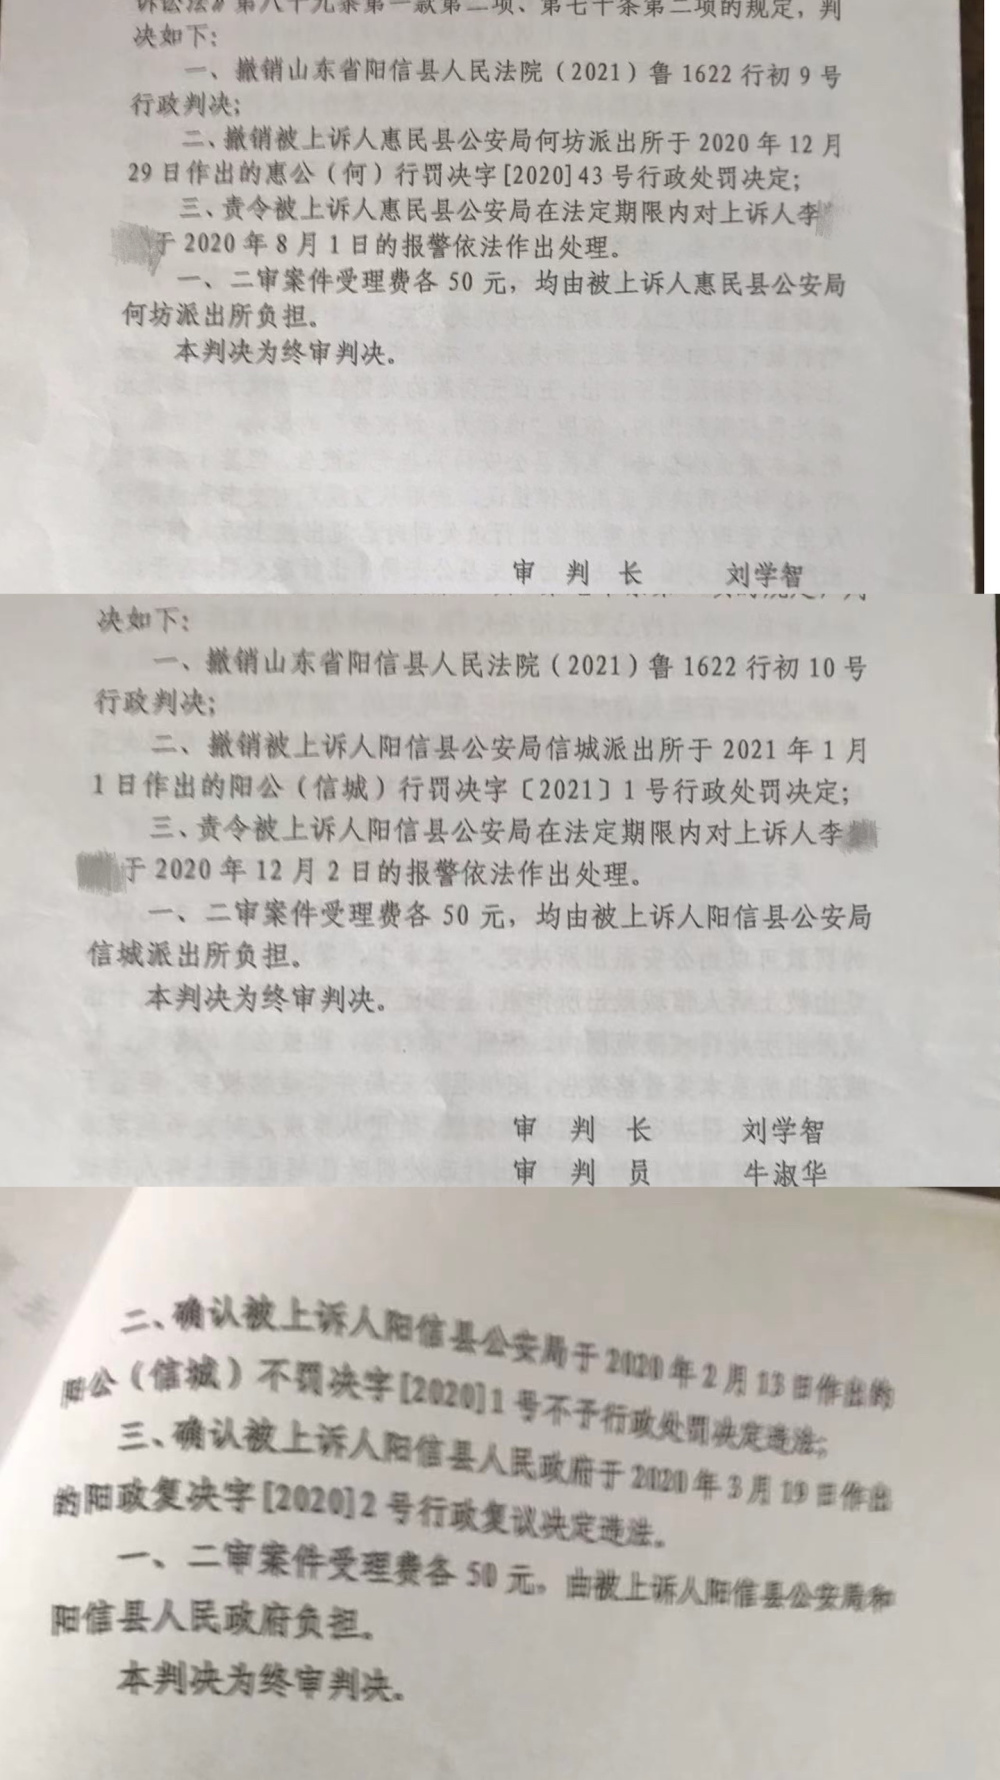 诉讼法》第八十九条第一款第二项、第七十条第二项的规定，判
决如下：
一、撤销山东省阳信县人民法院（2021）鲁 1622 行初 9 号
行政判决；
二、撤销被上诉人惠民县公安局何坊派出所于 2020 年 12 月
29 日作出的惠公（何）行罚决字[2020]43 号行政处罚决定；
三、责令被上诉人惠民县公安局在法定期限内对上诉人李
于 2020 年 8 月 1 日的报警依法作出处理。
一、二审案件受理费各 50 元，均由被上诉人惠民县公安局
何坊派出所负担。
本判决为终审判决。
审 判 长 刘学智
决如下：
一、撤销山东省阳信县人民法院（2021）鲁 1622 行初 10 号
行政判决；
二、撤销被上诉人阳信县公安局信城派出所于 2021 年 1 月
1 日作出的阳公（信城）行罚决字〔2021〕1 号行政处罚决定；
三、责令被上诉人阳信县公安局在法定期限内对上诉人李
于 2020 年 12 月 2 日的报警依法作出处理。
一、二审案件受理费各 50 元，均由被上诉人阳信县公安局
信城派出所负担。
本判决为终审判决。
审 判 长 刘学智
审 判 员 牛淑华
二、确认被上诉人阳信县公安局于 2020 年 2 月 13 日作出的
阳公（信城）不罚决字[2020]1 号不予行政处罚决定违法；
三、确认被上诉人阳信县人民政府于 2020 年 3 月 19 日作出
的阳政复决字[2020]2 号行政复议决定违法。
一、二审案件受理费各 50 元，由被上诉人阳信县公安局和
阳信县人民政府负担。
本判决为终审判决。